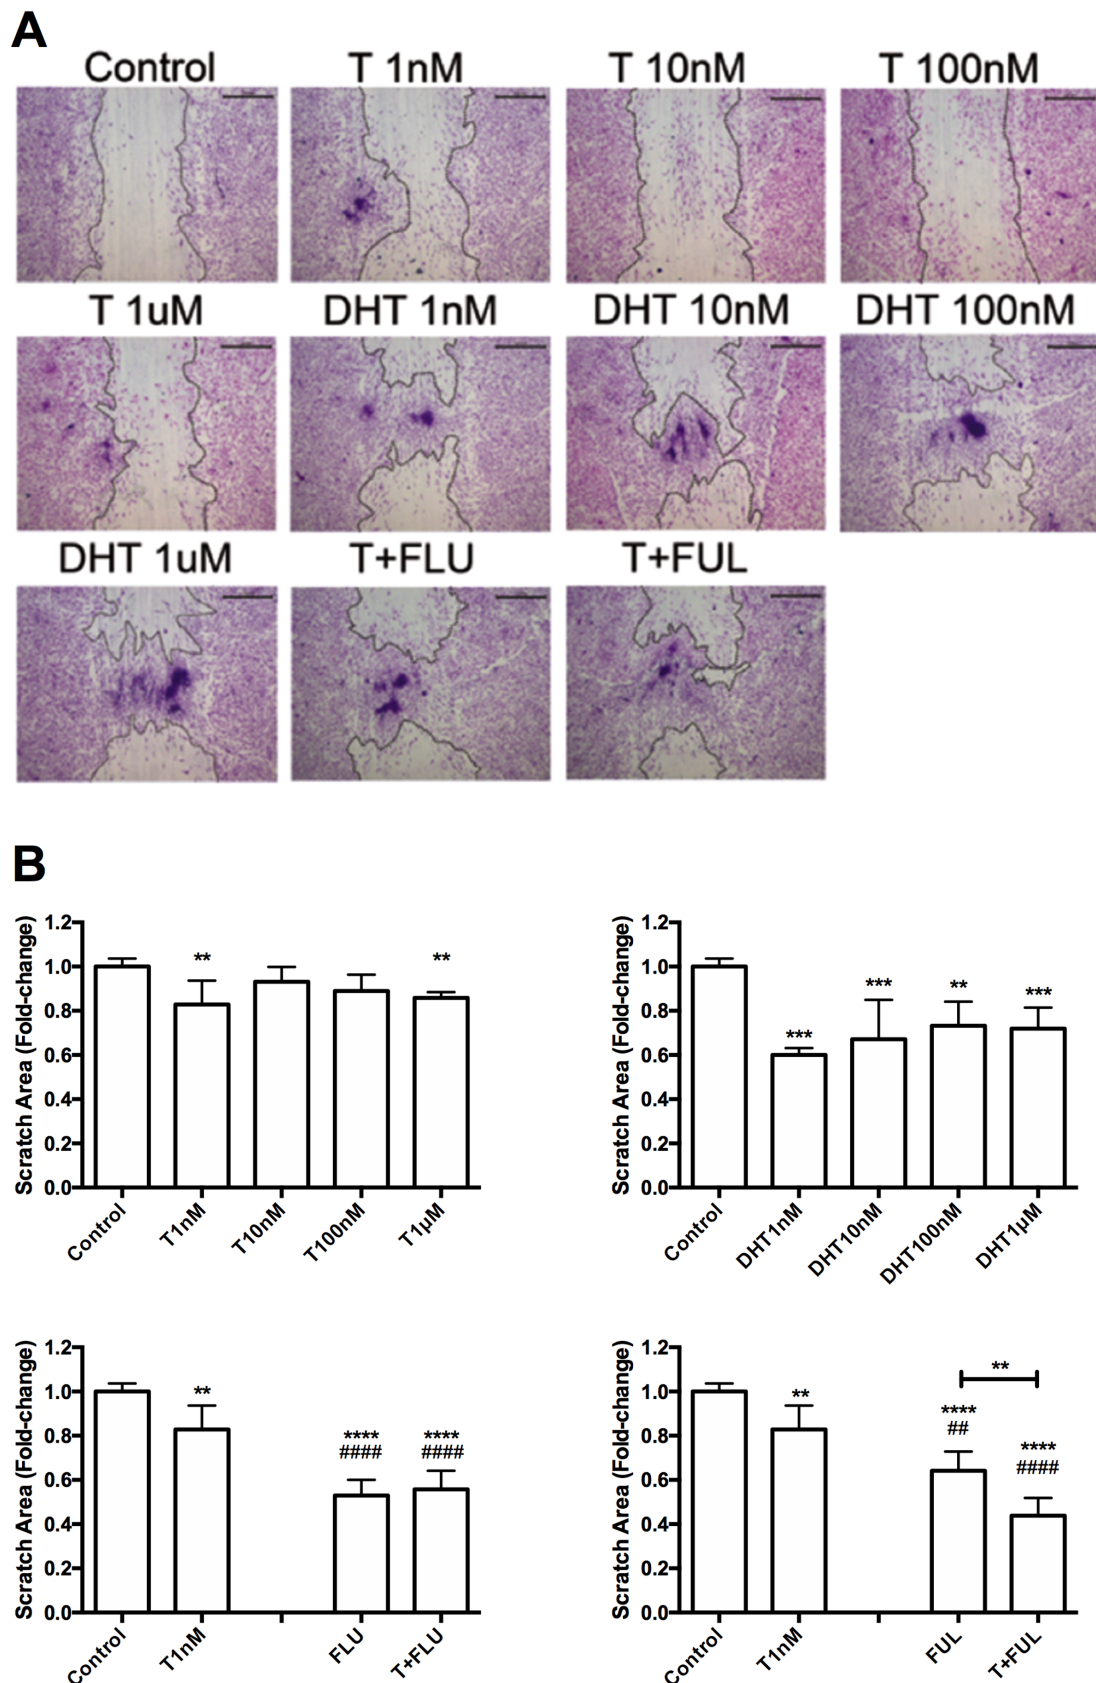 A
Control T 1nM T 10nM T 100nM
T 1uM DHT 1nM DHT 10nM DHT 100nM
DHT 1uM T+FLU T+FUL
B
Scratch Area (Fold-change)
1.2
1.0
0.8
0.6
0.4
0.2
0.0
** **
Control T1nM T10nM T100nM T1µM
Scratch Area (Fold-change)
1.2
1.0
0.8
0.6
0.4
0.2
0.0
*** *** ** ***
Control DHT1nM DHT10nM DHT100nM DHT1µM
Scratch Area (Fold-change)
1.2
1.0
0.8
0.6
0.4
0.2
0.0
** **** ****
#### ####
Control T1nM FLU T+FLU
Scratch Area (Fold-change)
1.2
1.0
0.8
0.6
0.4
0.2
0.0
**
** **** ****
## ####
Control T1nM FUL T+FUL